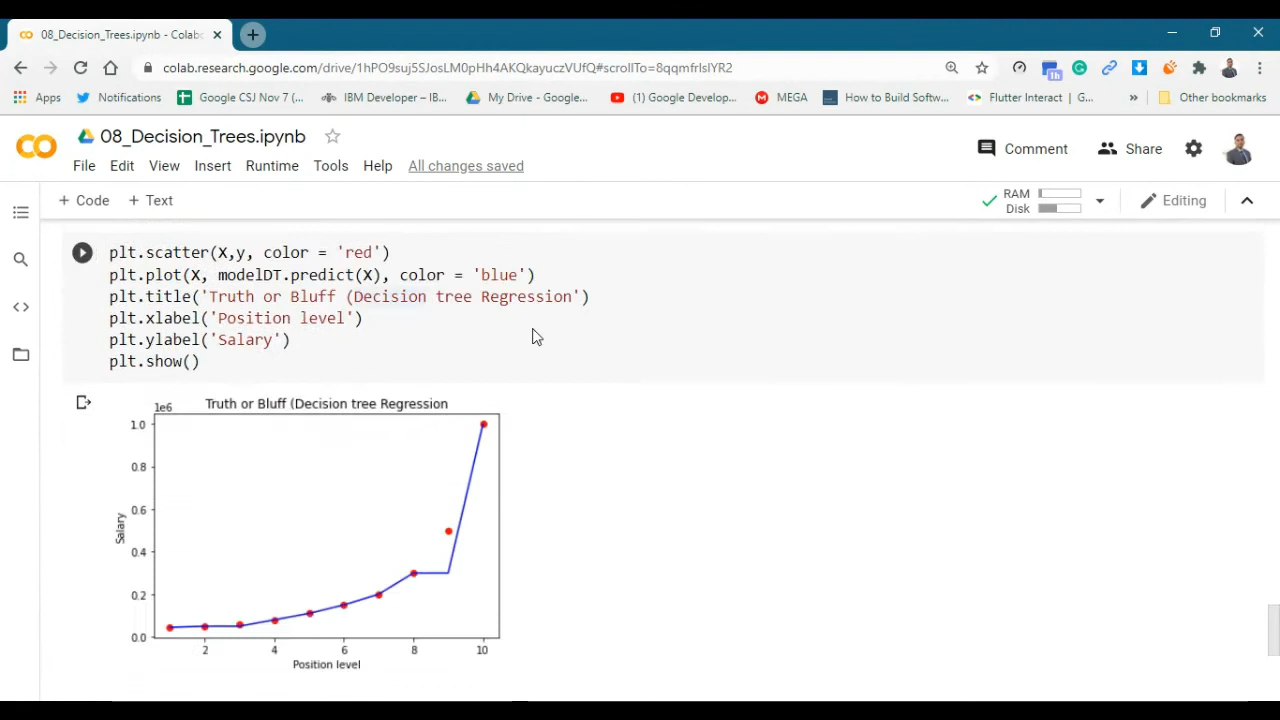 08_Decision_Trees.ipynb - Colabo
colab.research.google.com/drive/1hPO9suj5SJosLM0pHh4AKQkayuczVUfQ#scrollTo=8qqmfrIslYR2
1h
Apps Notifications Google CSJ Nov 7 (... IBM Developer – IB... My Drive - Google... (1) Google Develop... MEGA How to Build Softw... Flutter Interact | G... » Other bookmarks
08_Decision_Trees.ipynb
Comment Share
File Edit View Insert Runtime Tools Help All changes saved
+ Code + Text RAM Disk Editing
plt.scatter(X,y, color = 'red')
plt.plot(X, modelDT.predict(X), color = 'blue')
plt.title('Truth or Bluff (Decision tree Regression')
plt.xlabel('Position level')
plt.ylabel('Salary')
plt.show()
Truth or Bluff (Decision tree Regression
1e6
1.0
0.8
0.6
0.4
0.2
0.0
Salary
2 4 6 8 10
Position level